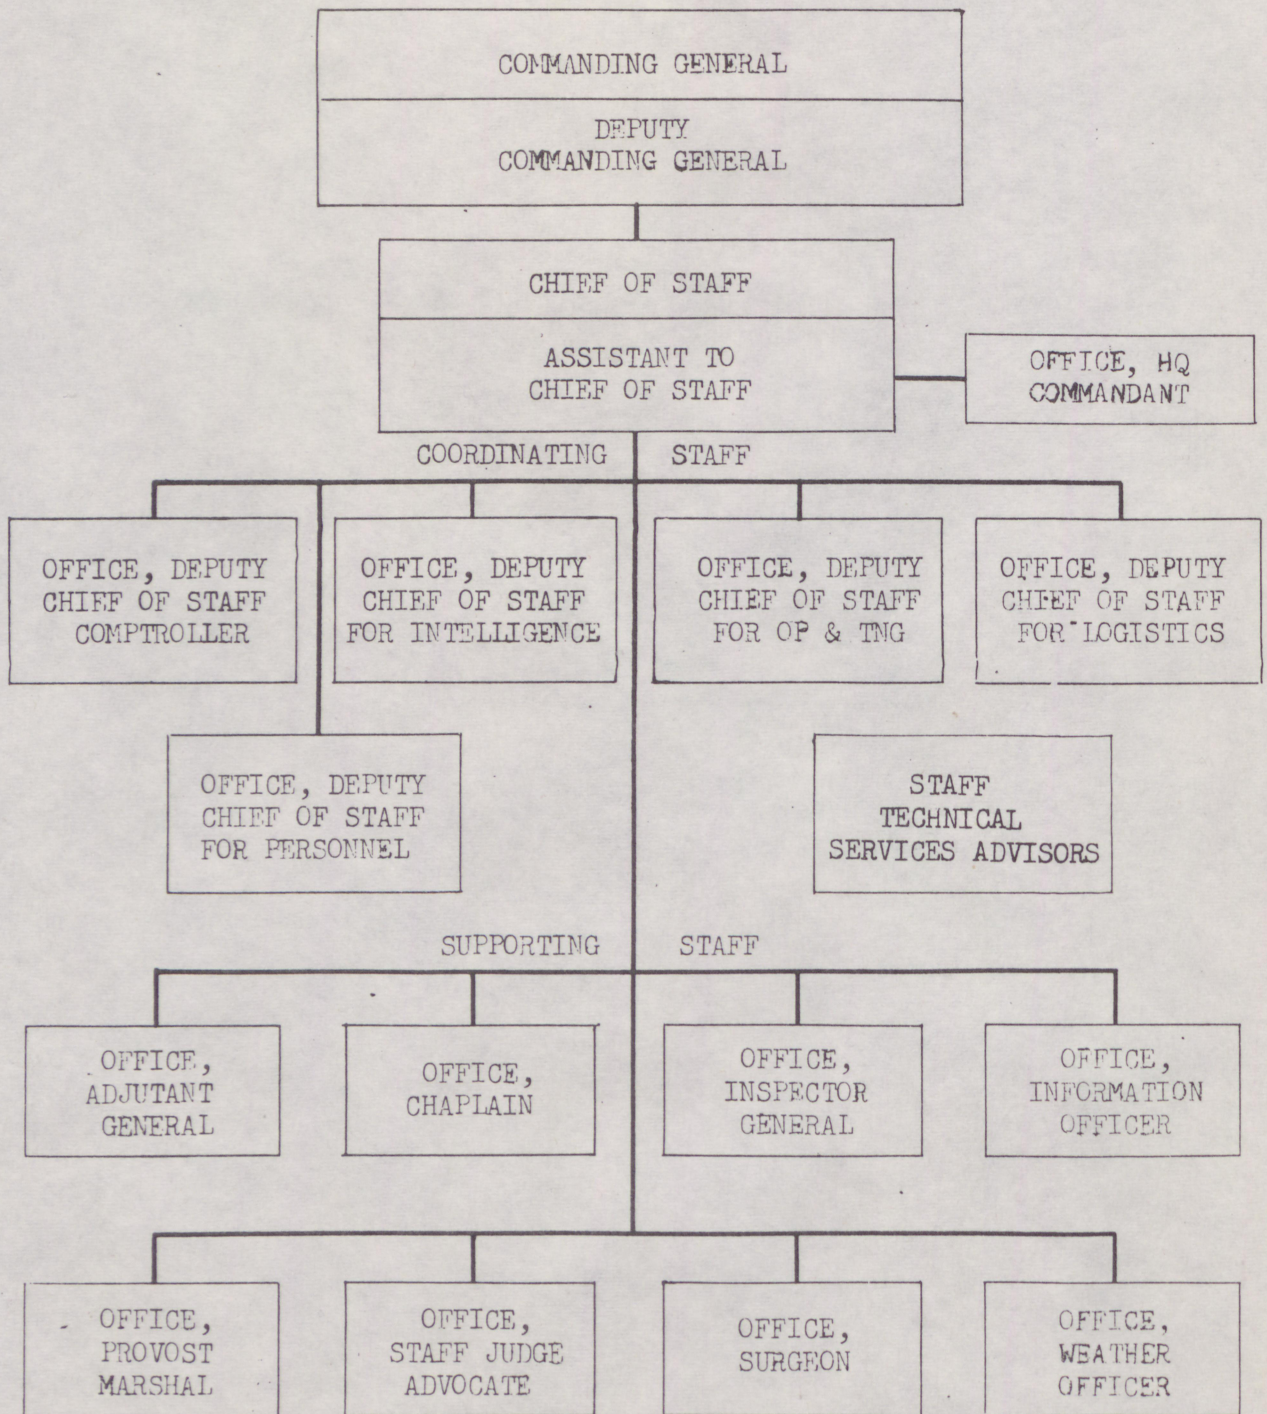 COMMANDING GENERAL
DEPUTY
COMMANDING GENERAL
CHIEF OF STAFF
ASSISTANT TO
CHIEF OF STAFF
OFFICE, HQ
COMMANDANT
COORDINATING STAFF
OFFICE, DEPUTY
CHIEF OF STAFF
COMPTROLLER
OFFICE, DEPUTY
CHIEF OF STAFF
FOR INTELLIGENCE
OFFICE, DEPUTY
CHIEF OF STAFF
FOR OP & TNG
OFFICE, DEPUTY
CHIEF OF STAFF
FOR LOGISTICS
OFFICE, DEPUTY
CHIEF OF STAFF
FOR PERSONNEL
STAFF
TECHNICAL
SERVICES ADVISORS
SUPPORTING STAFF
OFFICE,
ADJUTANT
GENERAL
OFFICE,
CHAPLAIN
OFFICE,
INSPECTOR
GENERAL
OFFICE,
INFORMATION
OFFICER
OFFICE,
PROVOST
MARSHAL
OFFICE,
STAFF JUDGE
ADVOCATE
OFFICE,
SURGEON
OFFICE,
WEATHER
OFFICER